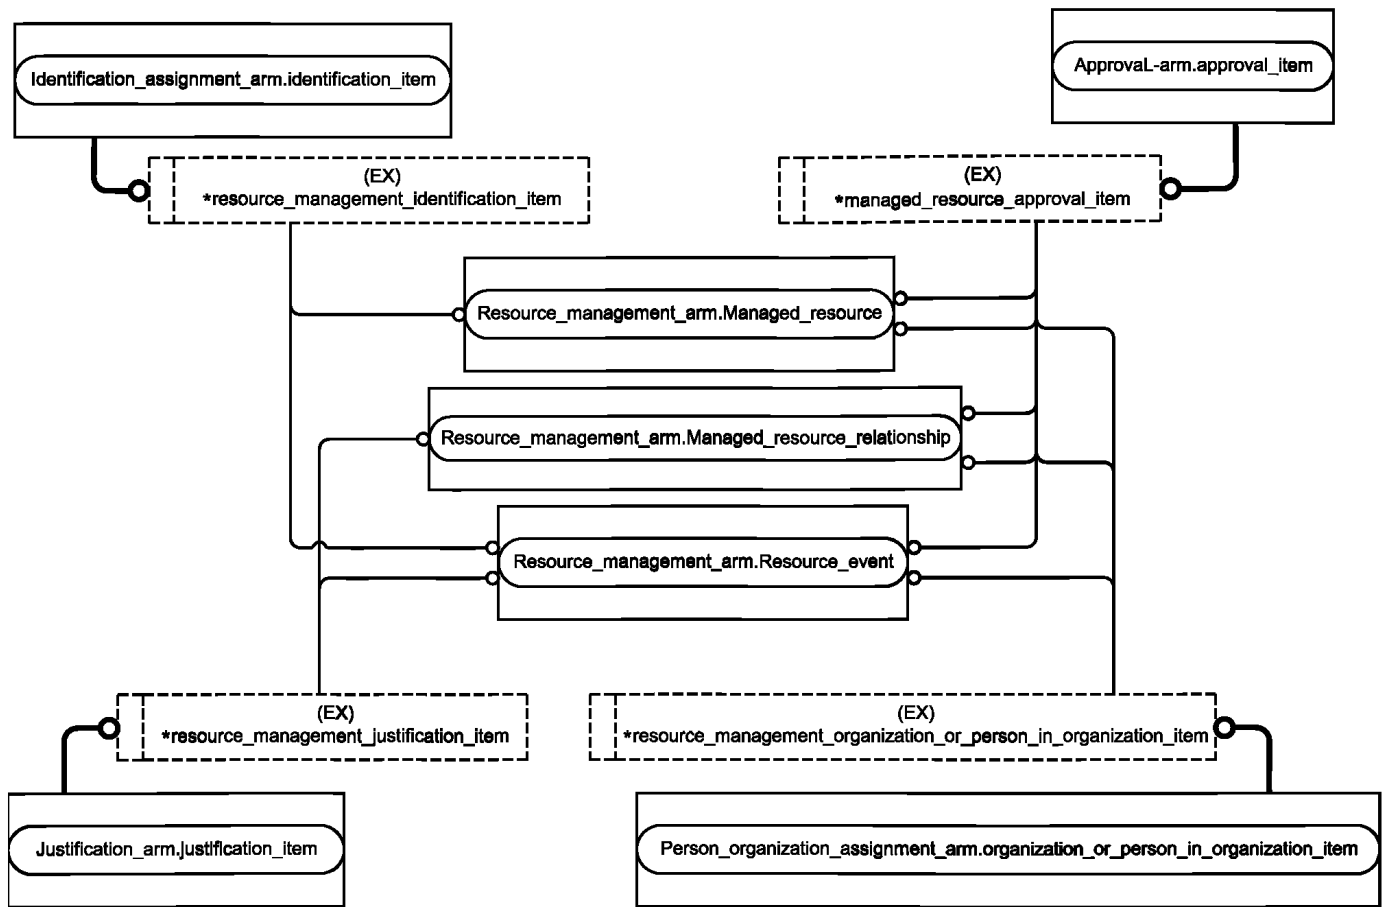 Identification_assignment_arm.identification_item
ApprovaL-arm.approval_item
(EX)
*resource_management_identification_item
(EX)
*managed_resource_approval_item
Resource_management_arm.Managed_resource
Resource_management_arm.Managed_resource_relationship
Resource_management_arm.Resource_event
(EX)
*resource_management_justification_item
(EX)
*resource_management_organization_or_person_in_organization_item
Justification_arm.justification_item
Person_organization_assignment_arm.organization_or_person_in_organization_item